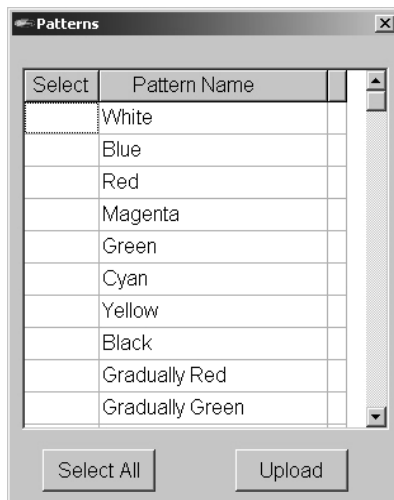 Patterns
Select Pattern Name
White
Blue
Red
Magenta
Green
Cyan
Yellow
Black
Gradually Red
Gradually Green
Select All Upload